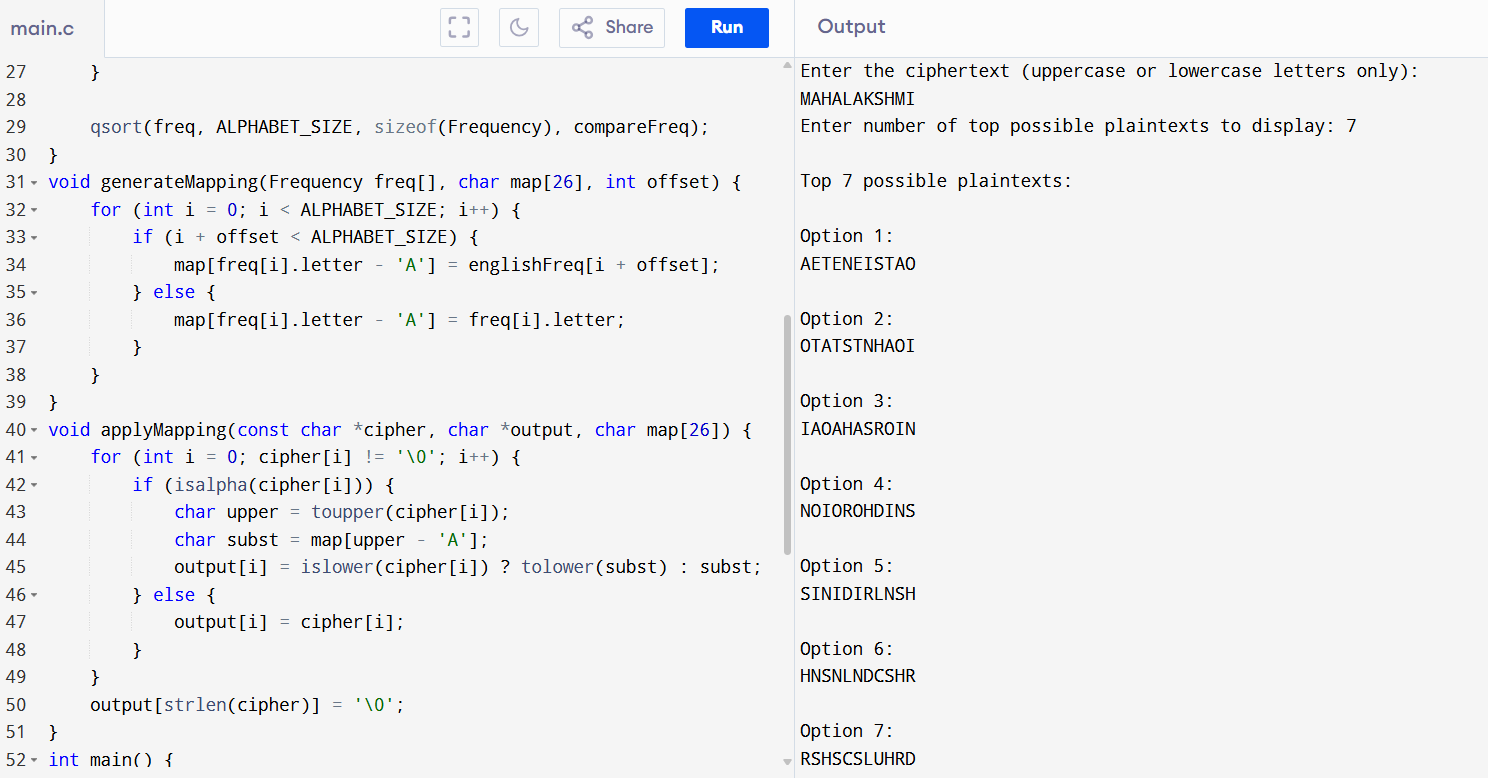 main.c
Share
Run
Output
27 }
28
29 qsort(freq, ALPHABET_SIZE, sizeof(Frequency), compareFreq);
30 }
31 void generateMapping(Frequency freq[], char map[26], int offset) {
32 for (int i = 0; i < ALPHABET_SIZE; i++) {
33 if (i + offset < ALPHABET_SIZE) {
34 map[freq[i].letter - 'A'] = englishFreq[i + offset];
35 } else {
36 map[freq[i].letter - 'A'] = freq[i].letter;
37 }
38 }
39 }
40 void applyMapping(const char *cipher, char *output, char map[26]) {
41 for (int i = 0; cipher[i] != '\0'; i++) {
42 if (isalpha(cipher[i])) {
43 char upper = toupper(cipher[i]);
44 char subst = map[upper - 'A'];
45 output[i] = islower(cipher[i]) ? tolower(subst) : subst;
46 } else {
47 output[i] = cipher[i];
48 }
49 }
50 output[strlen(cipher)] = '\0';
51 }
52 int main() {
Enter the ciphertext (uppercase or lowercase letters only):
MAHALAKSHMI
Enter number of top possible plaintexts to display: 7
Top 7 possible plaintexts:
Option 1:
AETENEISTAO
Option 2:
OTATSTNHAOI
Option 3:
IAOAHASROIN
Option 4:
NOIOROHDINS
Option 5:
SINIDIRLNSH
Option 6:
HNSNLNDCSHR
Option 7:
RSHSCSLUHRD